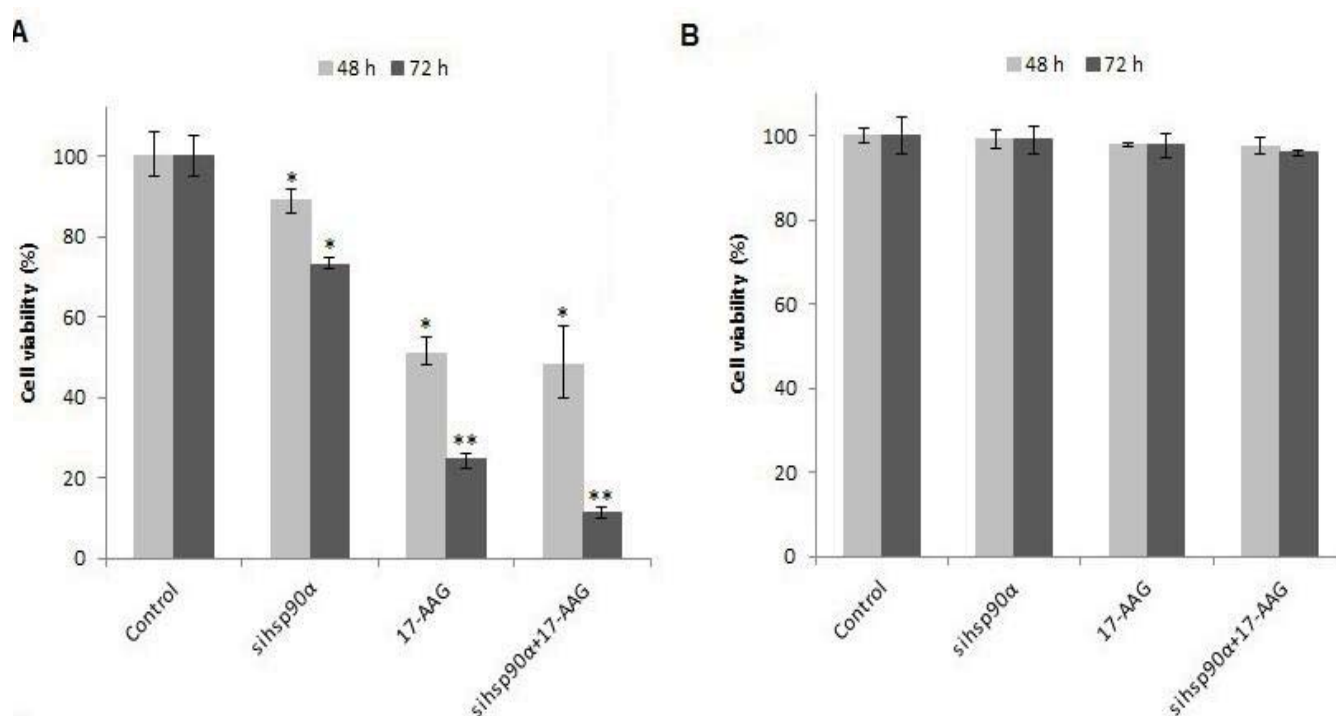 A
48 h 72 h
Cell viability (%)
100
80
60
40
20
0
*
*
*
**
*
**
Control
sihsp90α
17-AAG
sihsp90α+17-AAG
B
48 h 72 h
Cell viability (%)
100
80
60
40
20
0
Control
sihsp90α
17-AAG
sihsp90α+17-AAG